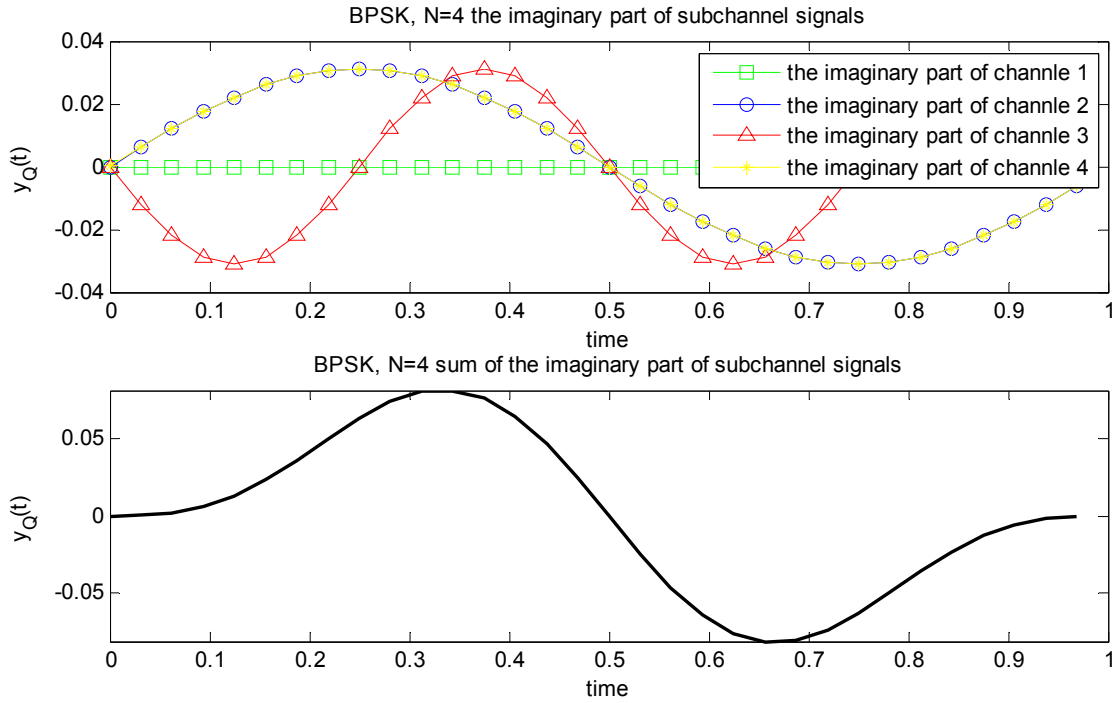 BPSK, N=4 the imaginary part of subchannel signals
0.04
0.02
0
-0.02
-0.04
y_Q(t)
the imaginary part of channle 1
the imaginary part of channle 2
the imaginary part of channle 3
the imaginary part of channle 4
0 0.1 0.2 0.3 0.4 0.5 0.6 0.7 0.8 0.9 1
time
BPSK, N=4 sum of the imaginary part of subchannel signals
0.05
0
-0.05
y_Q(t)
0 0.1 0.2 0.3 0.4 0.5 0.6 0.7 0.8 0.9 1
time